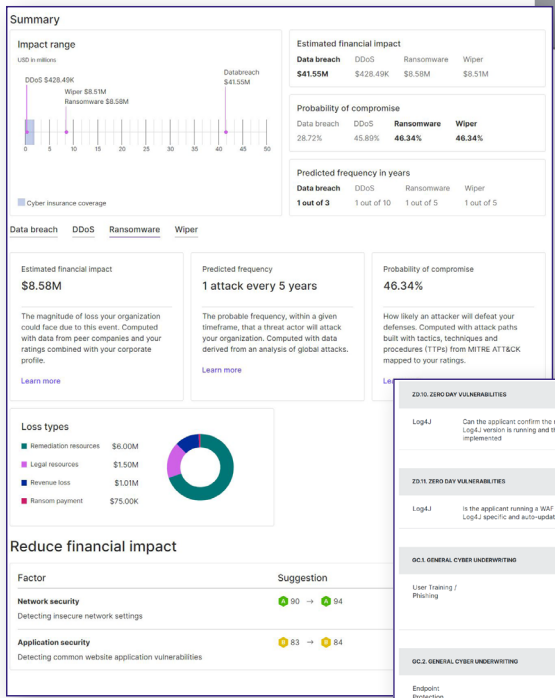 Summary
Impact range
USD in millions
DDoS $428.49K
Wiper $8.51M
Ransomware $8.58M
Databreach
$41.55M
0 5 10 15 20 25 30 35 40 45 50
Cyber insurance coverage
Estimated financial impact
Data breach DDoS Ransomware Wiper
$41.55M $428.49K $8.58M $8.51M
Probability of compromise
Data breach DDoS Ransomware Wiper
28.72% 45.89% 46.34% 46.34%
Predicted frequency in years
Data breach DDoS Ransomware Wiper
1 out of 3 1 out of 10 1 out of 5 1 out of 5
Data breach DDoS Ransomware Wiper
Estimated financial impact
$8.58M
The magnitude of loss your organization
could face due to this event. Computed
with data from peer companies and your
ratings combined with your corporate
profile.
Learn more
Predicted frequency
1 attack every 5 years
The probable frequency, within a given
timeframe, that a threat actor will attack
your organization. Computed with data
derived from an analysis of global attacks.
Learn more
Probability of compromise
46.34%
How likely an attacker will defeat your
defenses. Computed with attack paths
built with tactics, techniques and
procedures (TTPs) from MITRE ATT&CK
mapped to your ratings.
Loss types
Remediation resources $6.00M
Legal resources $1.50M
Revenue loss $1.01M
Ransom payment $75.00K
Reduce financial impact
Factor Suggestion
Network security A 90 → A 94
Detecting insecure network settings
Application security B 83 → B 84
Detecting common website application vulnerabilities
ZD.10. ZERO DAY VULNERABILITIES
Log4J Can the applicant confirm the
Log4J version is running and
implemented
ZD.11. ZERO DAY VULNERABILITIES
Log4J Is the applicant running a WAF
Log4J specific and
GC.1. GENERAL CYBER UNDERWRITING
User Training /
Phishing
GC.2. GENERAL CYBER UNDERWRITING
Endpoint
Protection